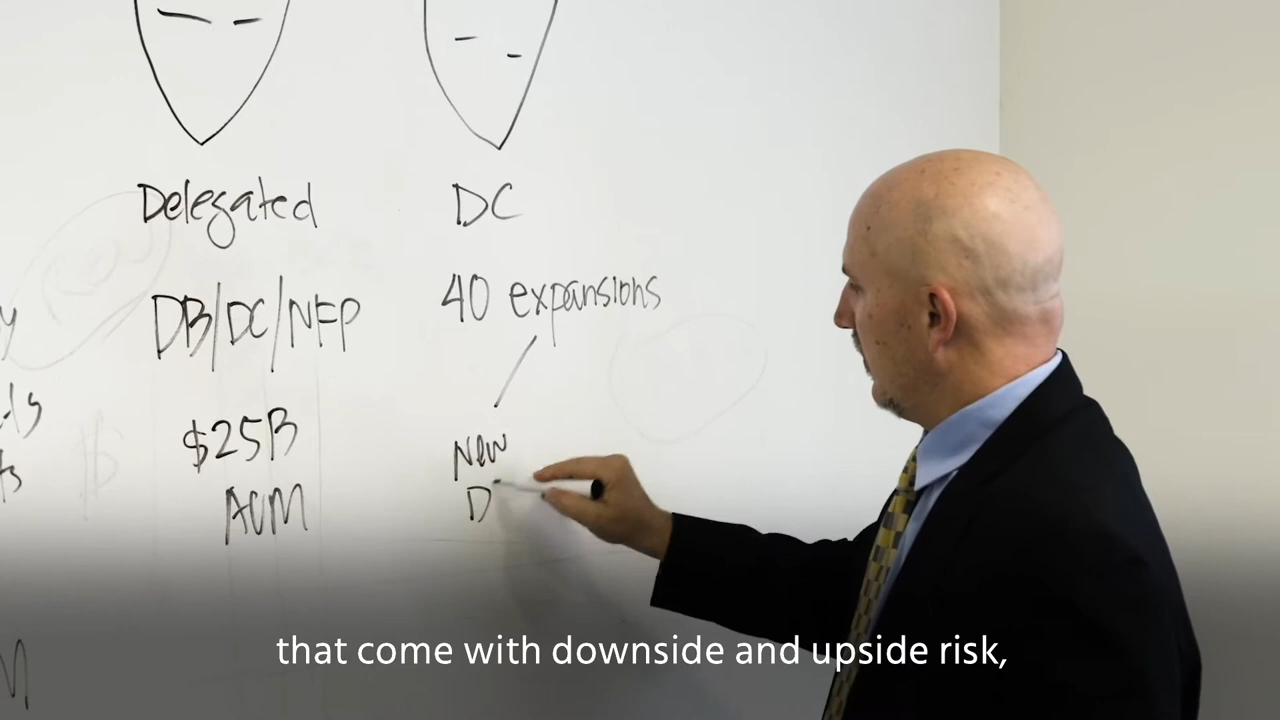 Delegated
DB/DC/NFP
$25B
AUM
DC
40 expansions
New
D
that come with downside and upside risk,